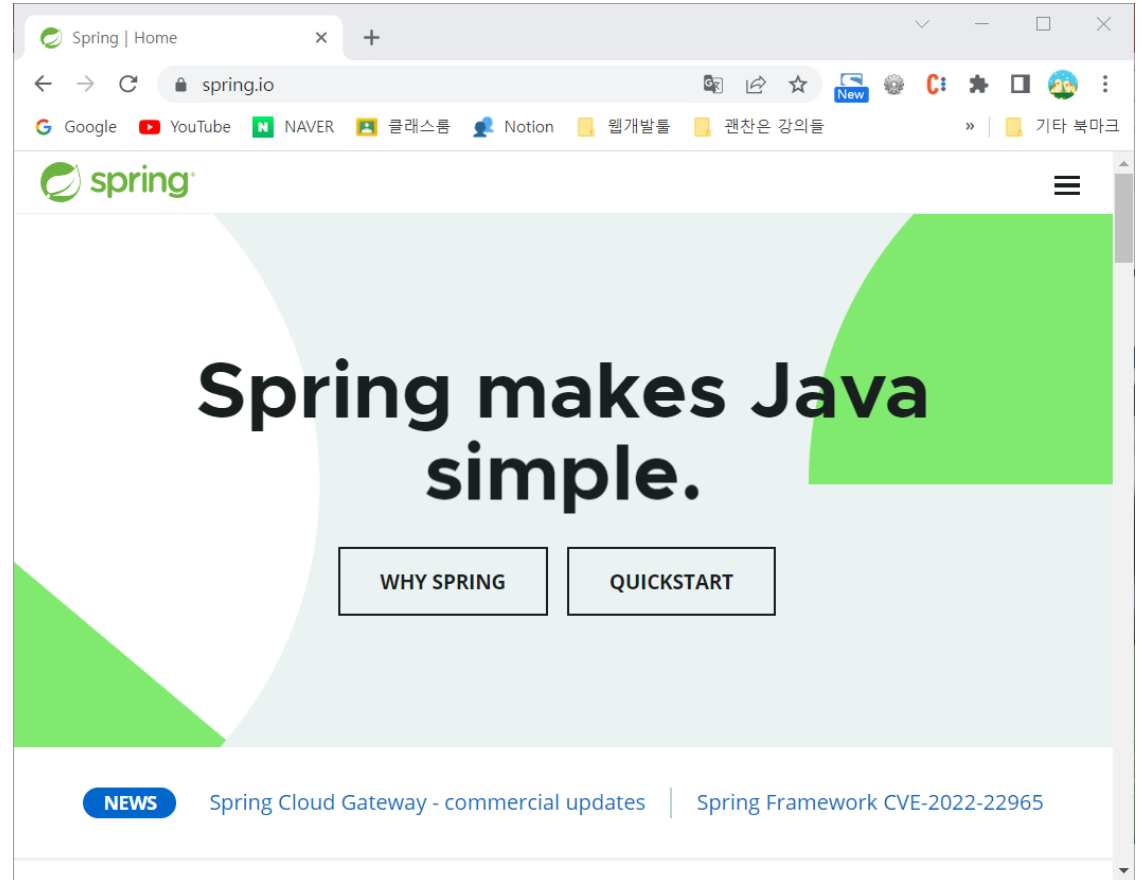 Spring | Home
spring.io
New
Google YouTube NAVER 클래스룸 Notion 웹개발툴 괜찬은 강의들 » 기타 북마크
spring
Spring makes Java
simple.
WHY SPRING QUICKSTART
NEWS Spring Cloud Gateway - commercial updates Spring Framework CVE-2022-22965